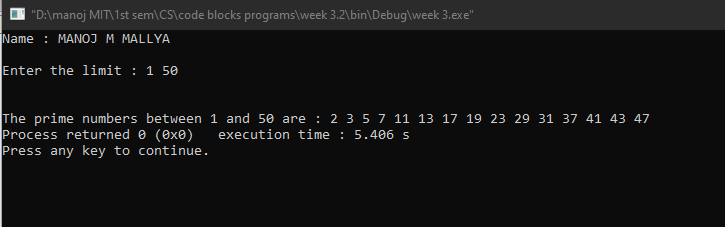 "D:\manoj MIT\1st sem\CS\code blocks programs\week 3.2\bin\Debug\week 3.exe"
Name : MANOJ M MALLYA
Enter the limit : 1 50
The prime numbers between 1 and 50 are : 2 3 5 7 11 13 17 19 23 29 31 37 41 43 47
Process returned 0 (0x0)   execution time : 5.406 s
Press any key to continue.